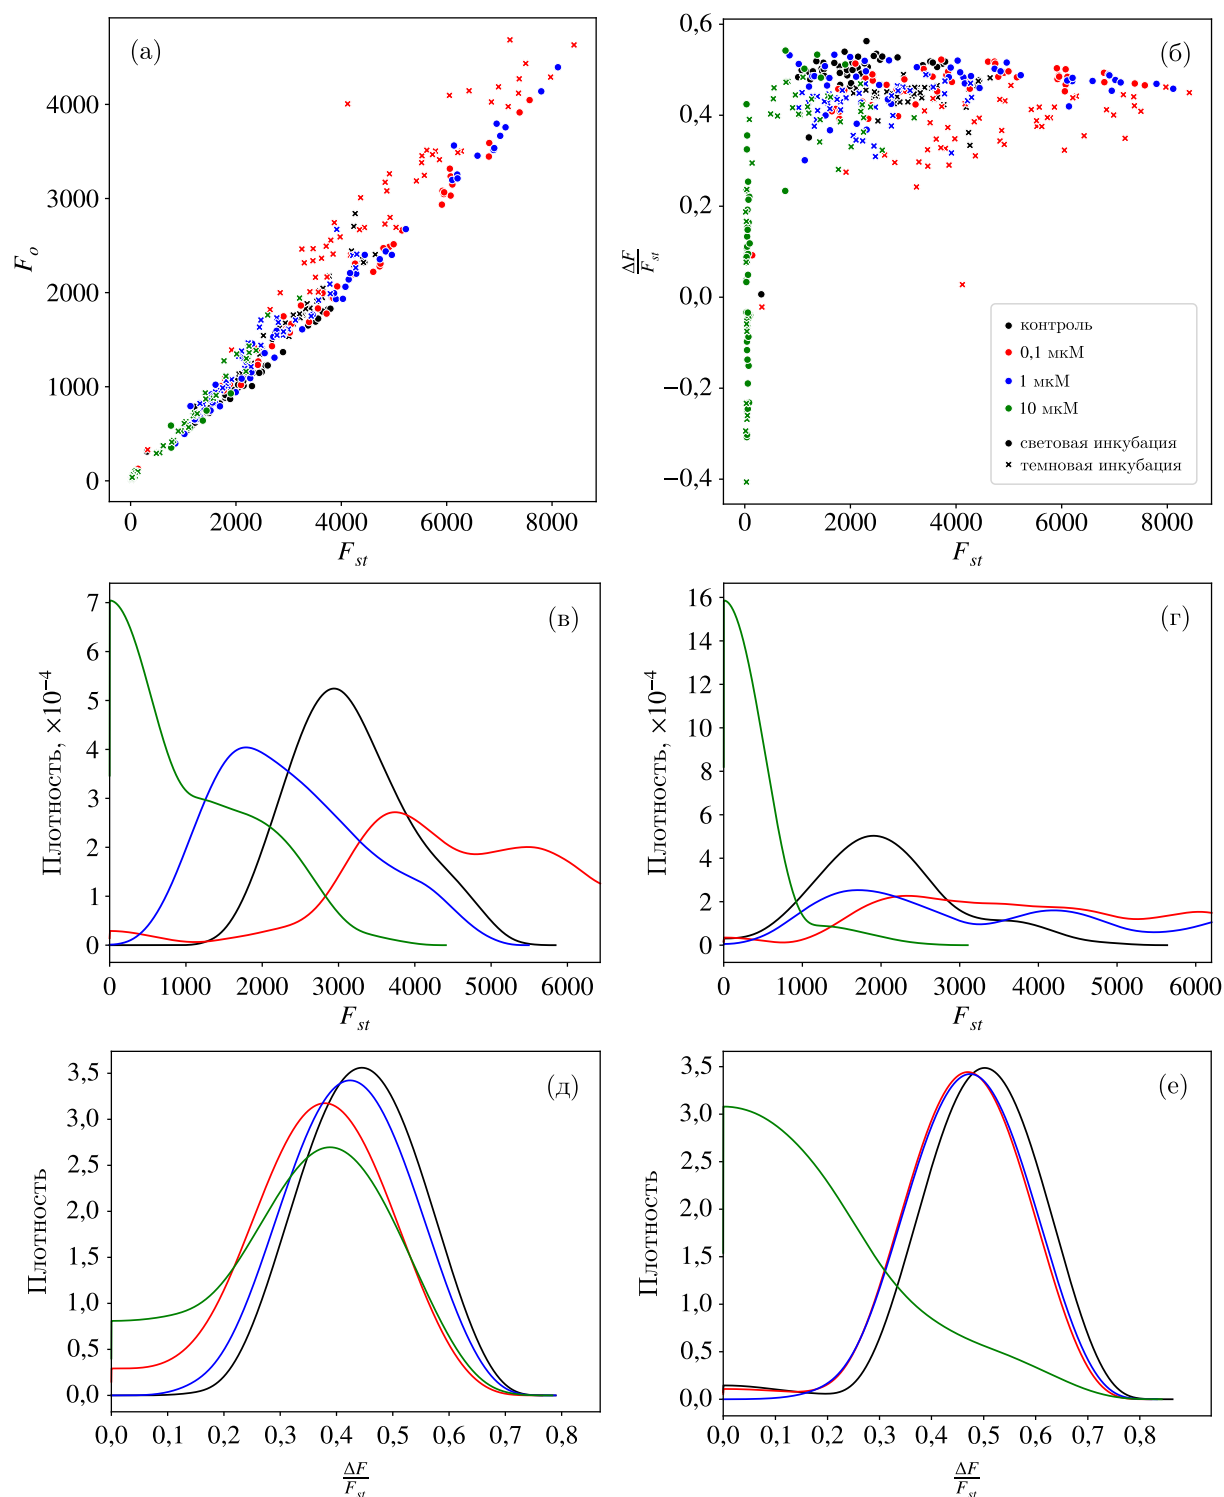 (а)
4000
3000
2000
1000
0
F_o
0 2000 4000 6000 8000
F_st
(б)
0,6
0,4
0,2
0,0
−0,2
−0,4
ΔF
F_st
контроль
0,1 мкМ
1 мкМ
10 мкМ
световая инкубация
темновая инкубация
0 2000 4000 6000 8000
F_st
(в)
7
6
5
4
3
2
1
0
Плотность, ×10⁻⁴
0 1000 2000 3000 4000 5000 6000
F_st
(г)
16
14
12
10
8
6
4
2
0
Плотность, ×10⁻⁴
0 1000 2000 3000 4000 5000 6000
F_st
(д)
3,5
3,0
2,5
2,0
1,5
1,0
0,5
0,0
Плотность
0,0 0,1 0,2 0,3 0,4 0,5 0,6 0,7 0,8
ΔF
F_st
(е)
3,5
3,0
2,5
2,0
1,5
1,0
0,5
0,0
Плотность
0,0 0,1 0,2 0,3 0,4 0,5 0,6 0,7 0,8
ΔF
F_st